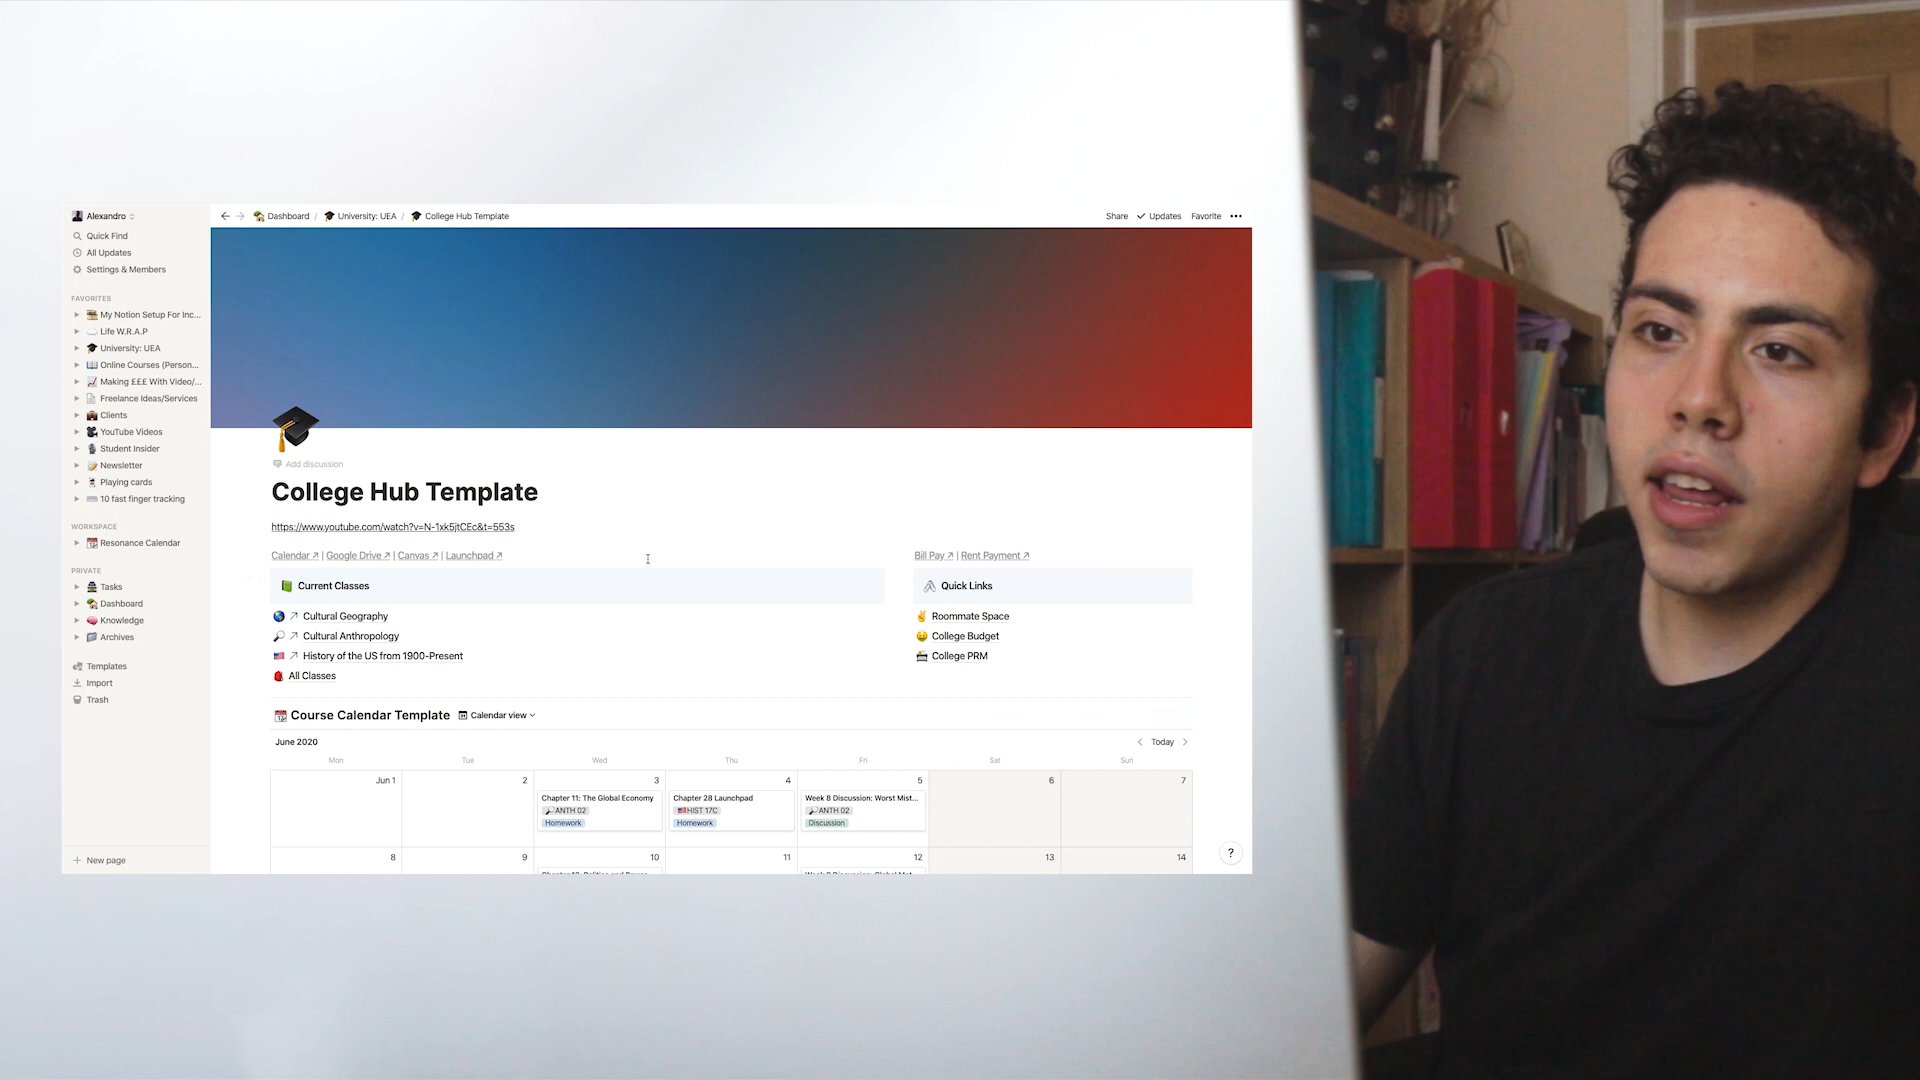 Alexandro
Quick Find
All Updates
Settings & Members
FAVORITES
My Notion Setup For Inc...
Life W.R.A.P
University: UEA
Online Courses (Person...
Making £££ With Video/...
Freelance Ideas/Services
Clients
YouTube Videos
Student Insider
Newsletter
Playing cards
10 fast finger tracking
WORKSPACE
Resonance Calendar
PRIVATE
Tasks
Dashboard
Knowledge
Archives
Templates
Import
Trash
+ New page
Dashboard / University: UEA / College Hub Template
Share Updates Favorite •••
Add discussion
College Hub Template
https://www.youtube.com/watch?v=N-1xk5jtCEc&t=553s
Calendar ↗ | Google Drive ↗ | Canvas ↗ | Launchpad ↗
Current Classes
↗ Cultural Geography
↗ Cultural Anthropology
↗ History of the US from 1900-Present
All Classes
Bill Pay ↗ | Rent Payment ↗
Quick Links
Roommate Space
College Budget
College PRM
Course Calendar Template Calendar view
June 2020 Today
Mon Tue Wed Thu Fri Sat Sun
Jun 1 2 3 4 5 6 7
Chapter 11: The Global Economy
ANTH 02
Homework
Chapter 28 Launchpad
HIST 17C
Homework
Week 8 Discussion: Worst Mist...
ANTH 02
Discussion
8 9 10 11 12 13 14
?